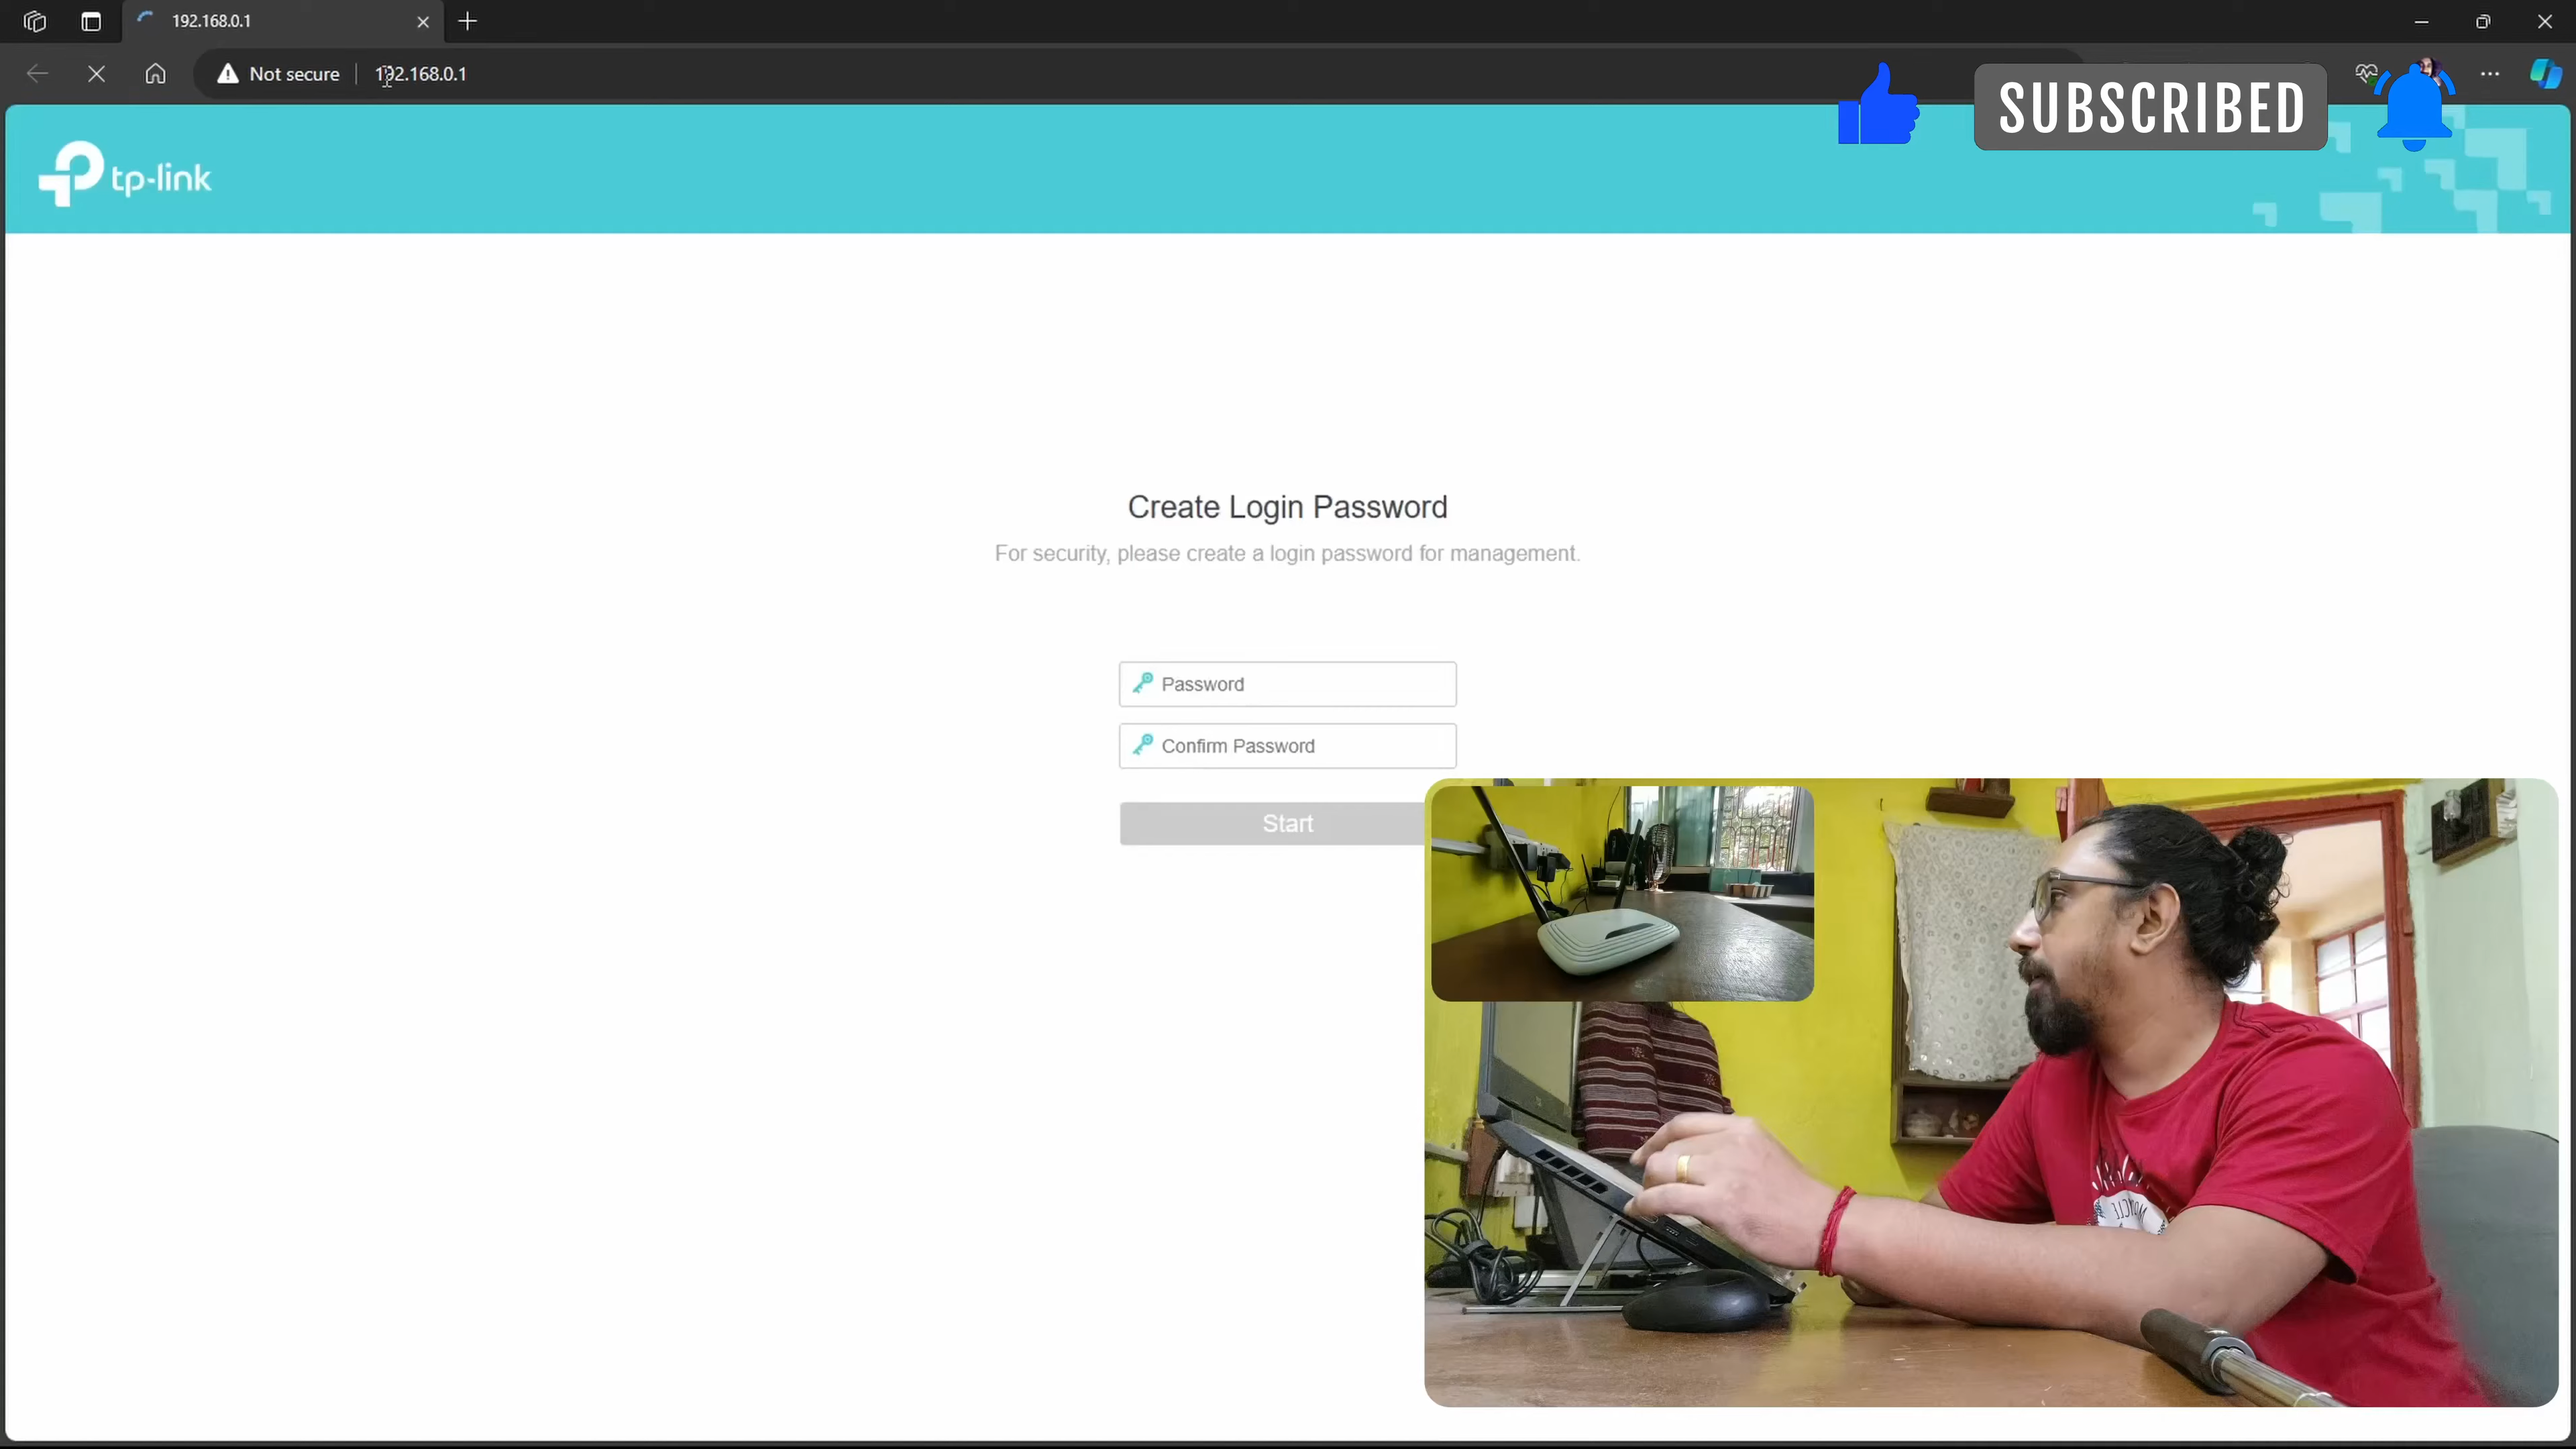 192.168.0.1
Not secure
192.168.0.1
SUBSCRIBED
tp-link
Create Login Password
For security, please create a login password for management.
Password
Confirm Password
Start